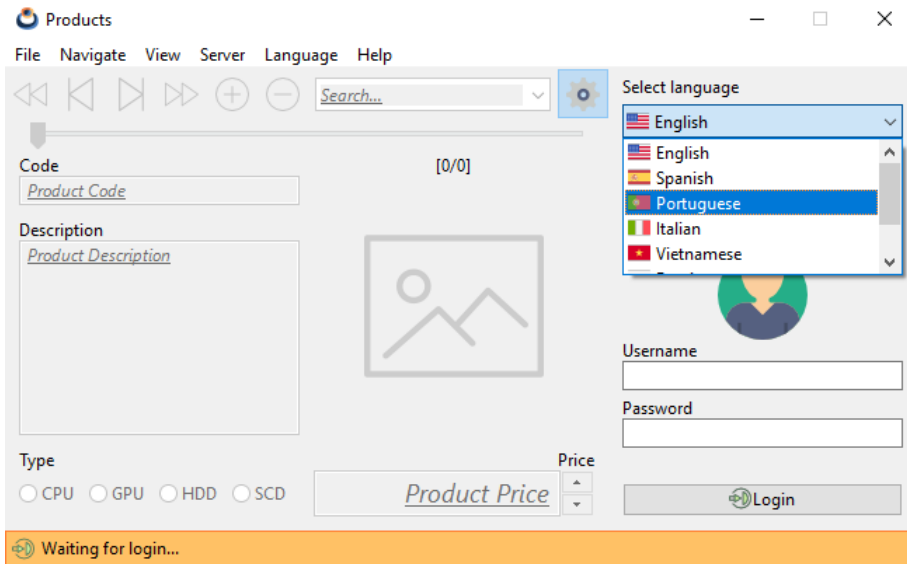 Products
File Navigate View Server Language Help
Search...
Select language
English
English
Spanish
Portuguese
Italian
Vietnamese
Code
[0/0]
Product Code
Description
Product Description
Username
Password
Type
Price
CPU GPU HDD SCD
Product Price
Login
Waiting for login...